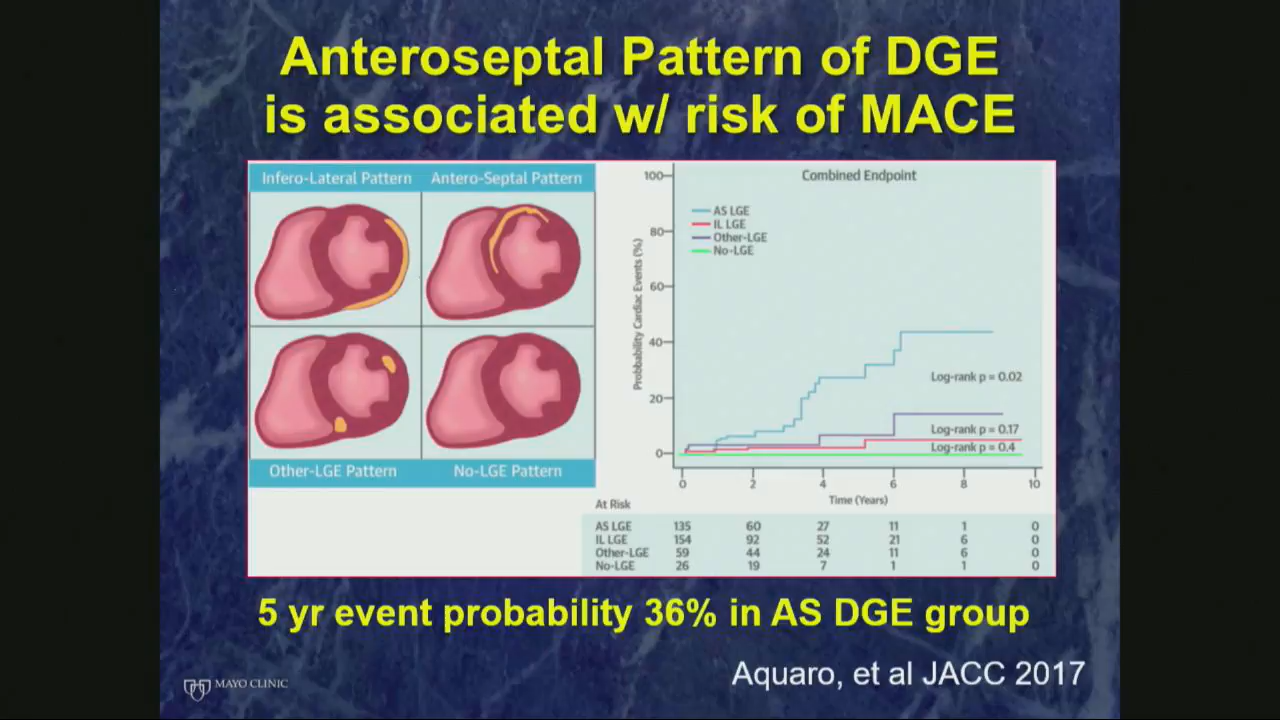 Anteroseptal Pattern of DGE
is associated w/ risk of MACE
Infero-Lateral Pattern
Antero-Septal Pattern
Other-LGE Pattern
No-LGE Pattern
Combined Endpoint
Probbability Cardiac Events (%)
100
80
60
40
20
0
AS LGE
IL LGE
Other-LGE
No-LGE
Log-rank p = 0.02
Log-rank p = 0.17
Log-rank p = 0.4
0 2 4 6 8 10
Time (Years)
At Risk
AS LGE 135 60 27 11 1 0
IL LGE 154 92 52 21 6 0
Other-LGE 59 44 24 11 6 0
No-LGE 26 19 7 1 1 0
5 yr event probability 36% in AS DGE group
Aquaro, et al JACC 2017
MAYO CLINIC